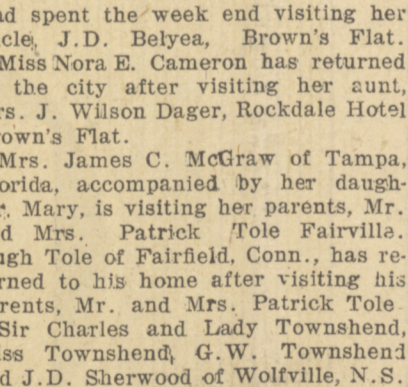 nd spent the week end visiting her
cle, J.D. Belyea, Brown's Flat.
Miss Nora E. Cameron has returned
the city after visiting her aunt,
rs. J. Wilson Dager, Rockdale Hotel
rown's Flat.
Mrs. James C. McGraw of Tampa,
orida, accompanied by her daugh-
r, Mary, is visiting her parents, Mr.
d Mrs. Patrick Tole Fairville.
ugh Tole of Fairfield, Conn., has re-
rned to his home after visiting his
rents, Mr. and Mrs. Patrick Tole
Sir Charles and Lady Townshend,
iss Townshend, G.W. Townshend
d J.D. Sherwood of Wolfville, N.S.